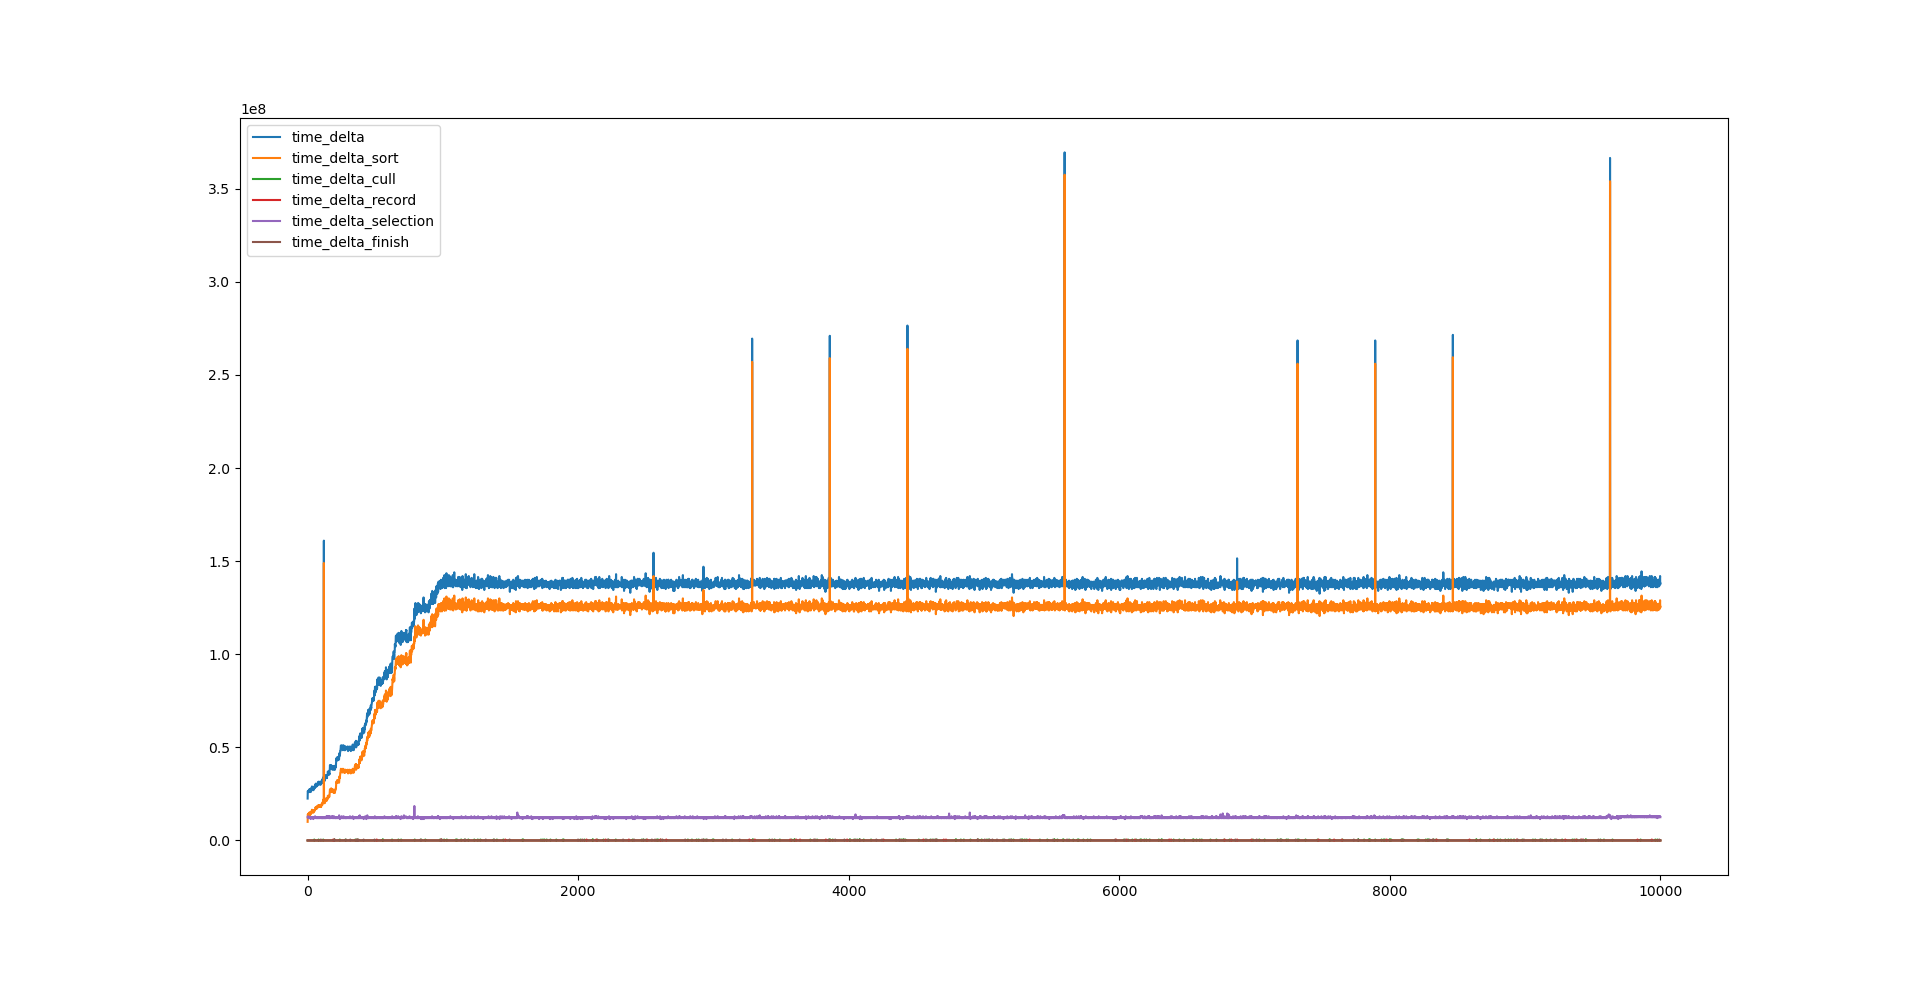 1e8
time_delta
time_delta_sort
time_delta_cull
time_delta_record
time_delta_selection
time_delta_finish
3.5
3.0
2.5
2.0
1.5
1.0
0.5
0.0
0 2000 4000 6000 8000 10000